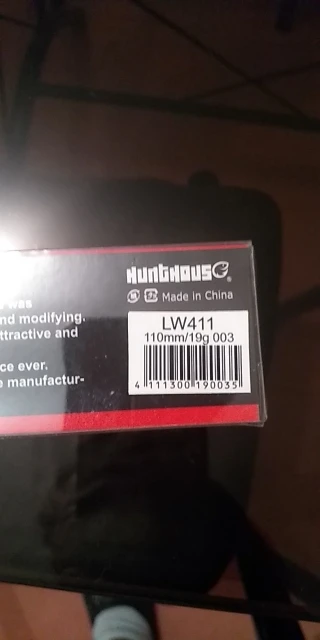 HUNTHOUSE
Made in China
was
nd modifying.
ttractive and
ce ever.
e manufactur-
LW411
110mm/19g 003
4 111300 190035